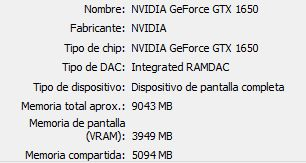 Nombre: NVIDIA GeForce GTX 1650
Fabricante: NVIDIA
Tipo de chip: NVIDIA GeForce GTX 1650
Tipo de DAC: Integrated RAMDAC
Tipo de dispositivo: Dispositivo de pantalla completa
Memoria total aprox.: 9043 MB
Memoria de pantalla
(VRAM): 3949 MB
Memoria compartida: 5094 MB